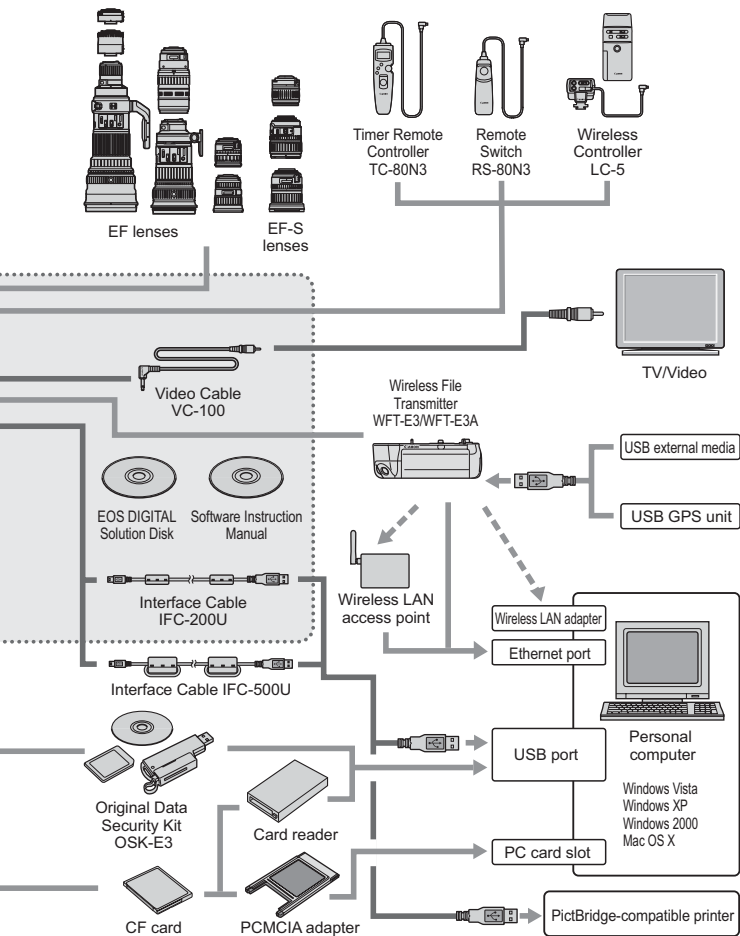 Timer Remote
Controller
TC-80N3
Remote
Switch
RS-80N3
Wireless
Controller
LC-5
EF lenses
EF-S
lenses
TV/Video
Video Cable
VC-100
Wireless File
Transmitter
WFT-E3/WFT-E3A
USB external media
USB GPS unit
EOS DIGITAL
Solution Disk
Software Instruction
Manual
Interface Cable
IFC-200U
Wireless LAN
access point
Wireless LAN adapter
Ethernet port
Interface Cable IFC-500U
USB port
Personal
computer
Windows Vista
Windows XP
Windows 2000
Mac OS X
Original Data
Security Kit
OSK-E3
Card reader
PC card slot
CF card
PCMCIA adapter
PictBridge-compatible printer